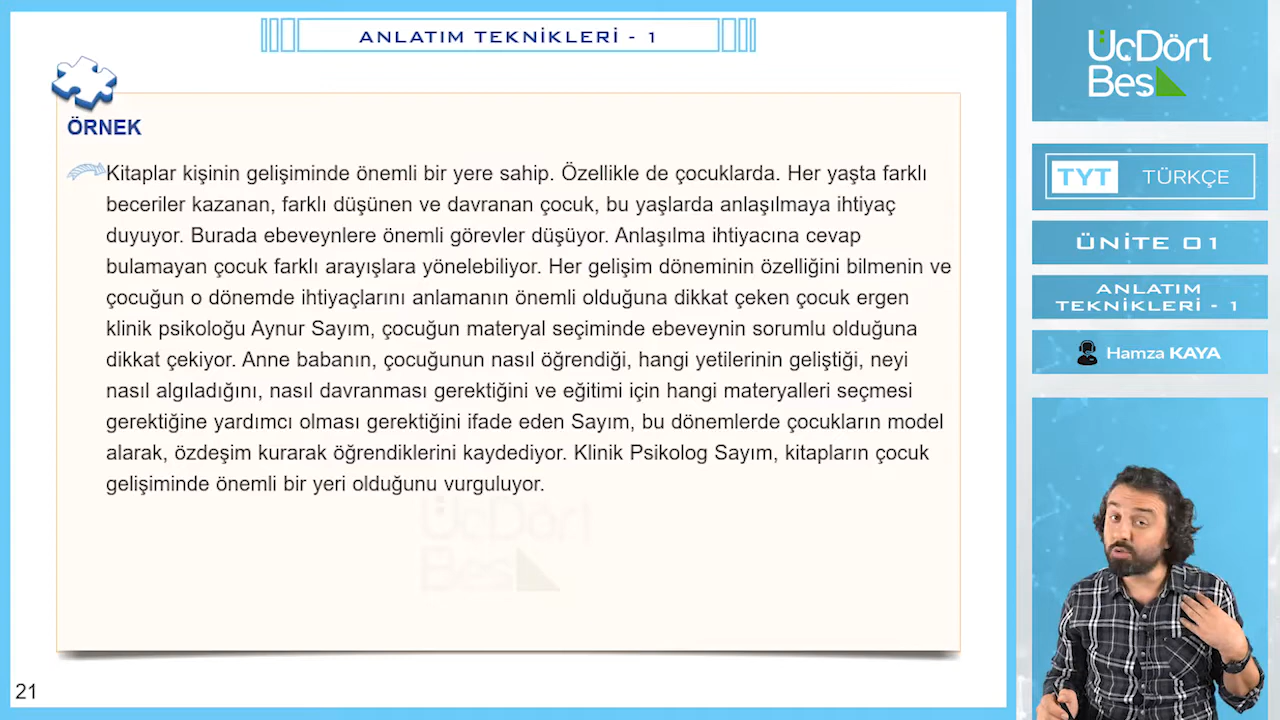 ANLATIM TEKNİKLERİ - 1
ÖRNEK
Kitaplar kişinin gelişiminde önemli bir yere sahip. Özellikle de çocuklarda. Her yaşta farklı
beceriler kazanan, farklı düşünen ve davranan çocuk, bu yaşlarda anlaşılmaya ihtiyaç
duyuyor. Burada ebeveynlere önemli görevler düşüyor. Anlaşılma ihtiyacına cevap
bulamayan çocuk farklı arayışlara yönelebiliyor. Her gelişim döneminin özelliğini bilmenin ve
çocuğun o dönemde ihtiyaçlarını anlamanın önemli olduğuna dikkat çeken çocuk ergen
klinik psikoloğu Aynur Sayım, çocuğun materyal seçiminde ebeveynin sorumlu olduğuna
dikkat çekiyor. Anne babanın, çocuğunun nasıl öğrendiği, hangi yetilerinin geliştiği, neyi
nasıl algıladığını, nasıl davranması gerektiğini ve eğitimi için hangi materyalleri seçmesi
gerektiğine yardımcı olması gerektiğini ifade eden Sayım, bu dönemlerde çocukların model
alarak, özdeşim kurarak öğrendiklerini kaydediyor. Klinik Psikolog Sayım, kitapların çocuk
gelişiminde önemli bir yeri olduğunu vurguluyor.
ÜçDört
Beş
21
ÜçDört
Beş
TYT TÜRKÇE
ÜNİTE 01
ANLATIM
TEKNİKLERİ - 1
Hamza KAYA